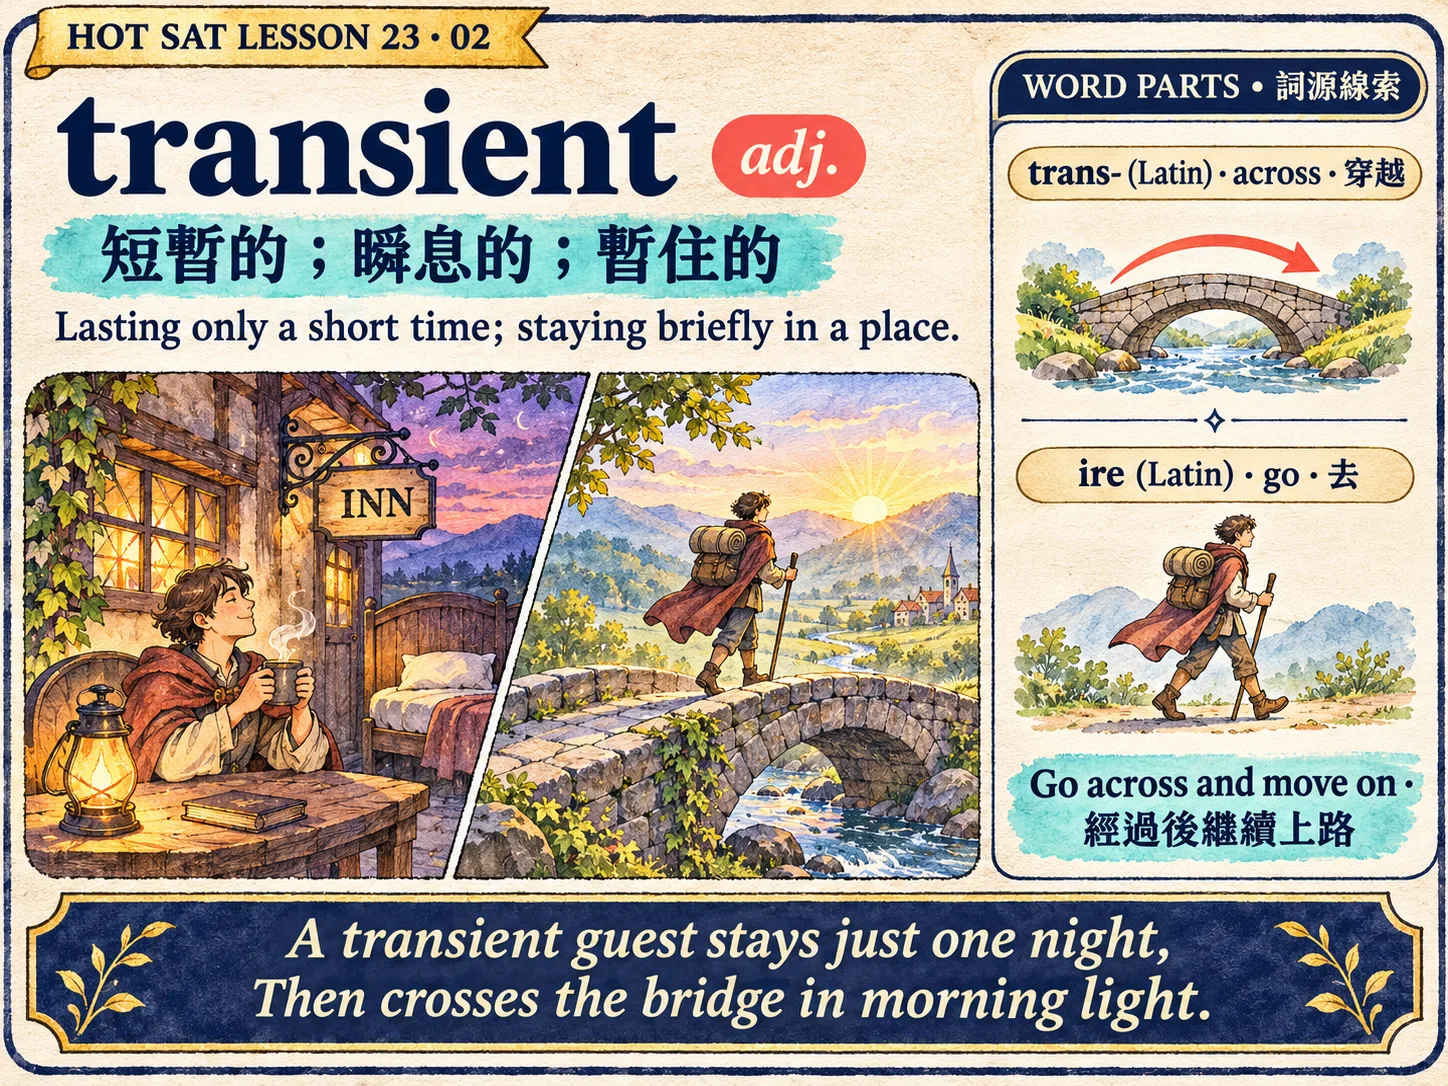 HOT SAT LESSON 23 · 02
transient adj.
短暫的；瞬息的；暫住的
Lasting only a short time; staying briefly in a place.
INN
WORD PARTS • 詞源線索
trans- (Latin) · across · 穿越
ire (Latin) · go · 去
Go across and move on ·
經過後繼續上路
A transient guest stays just one night,
Then crosses the bridge in morning light.